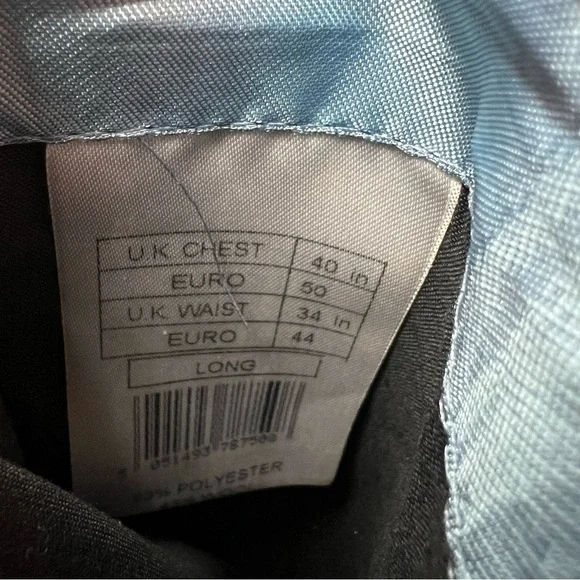 U.K. CHEST 40 in
EURO 50
U.K. WAIST 34 in
EURO 44
LONG
POLYESTER